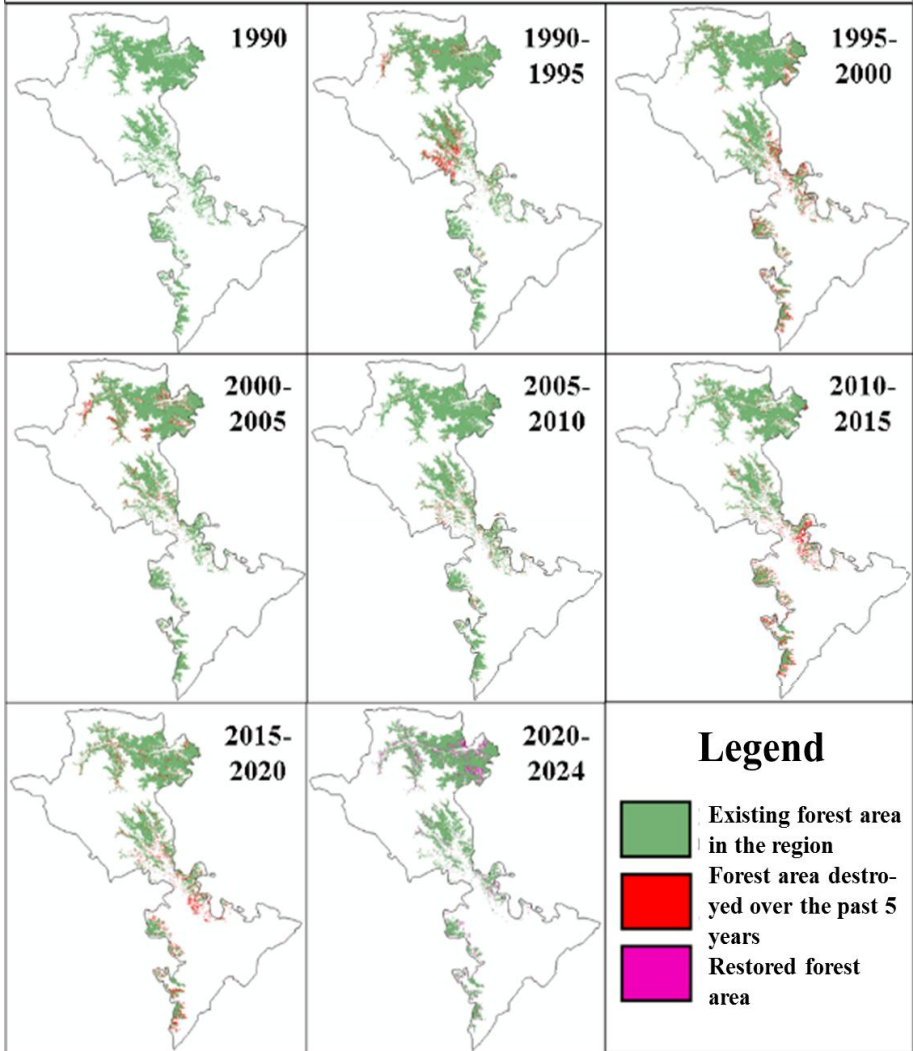 1990
1990-
1995
1995-
2000
2000-
2005
2005-
2010
2010-
2015
2015-
2020
2020-
2024
Legend
Existing forest area
in the region
Forest area destro-
yed over the past 5
years
Restored forest
area